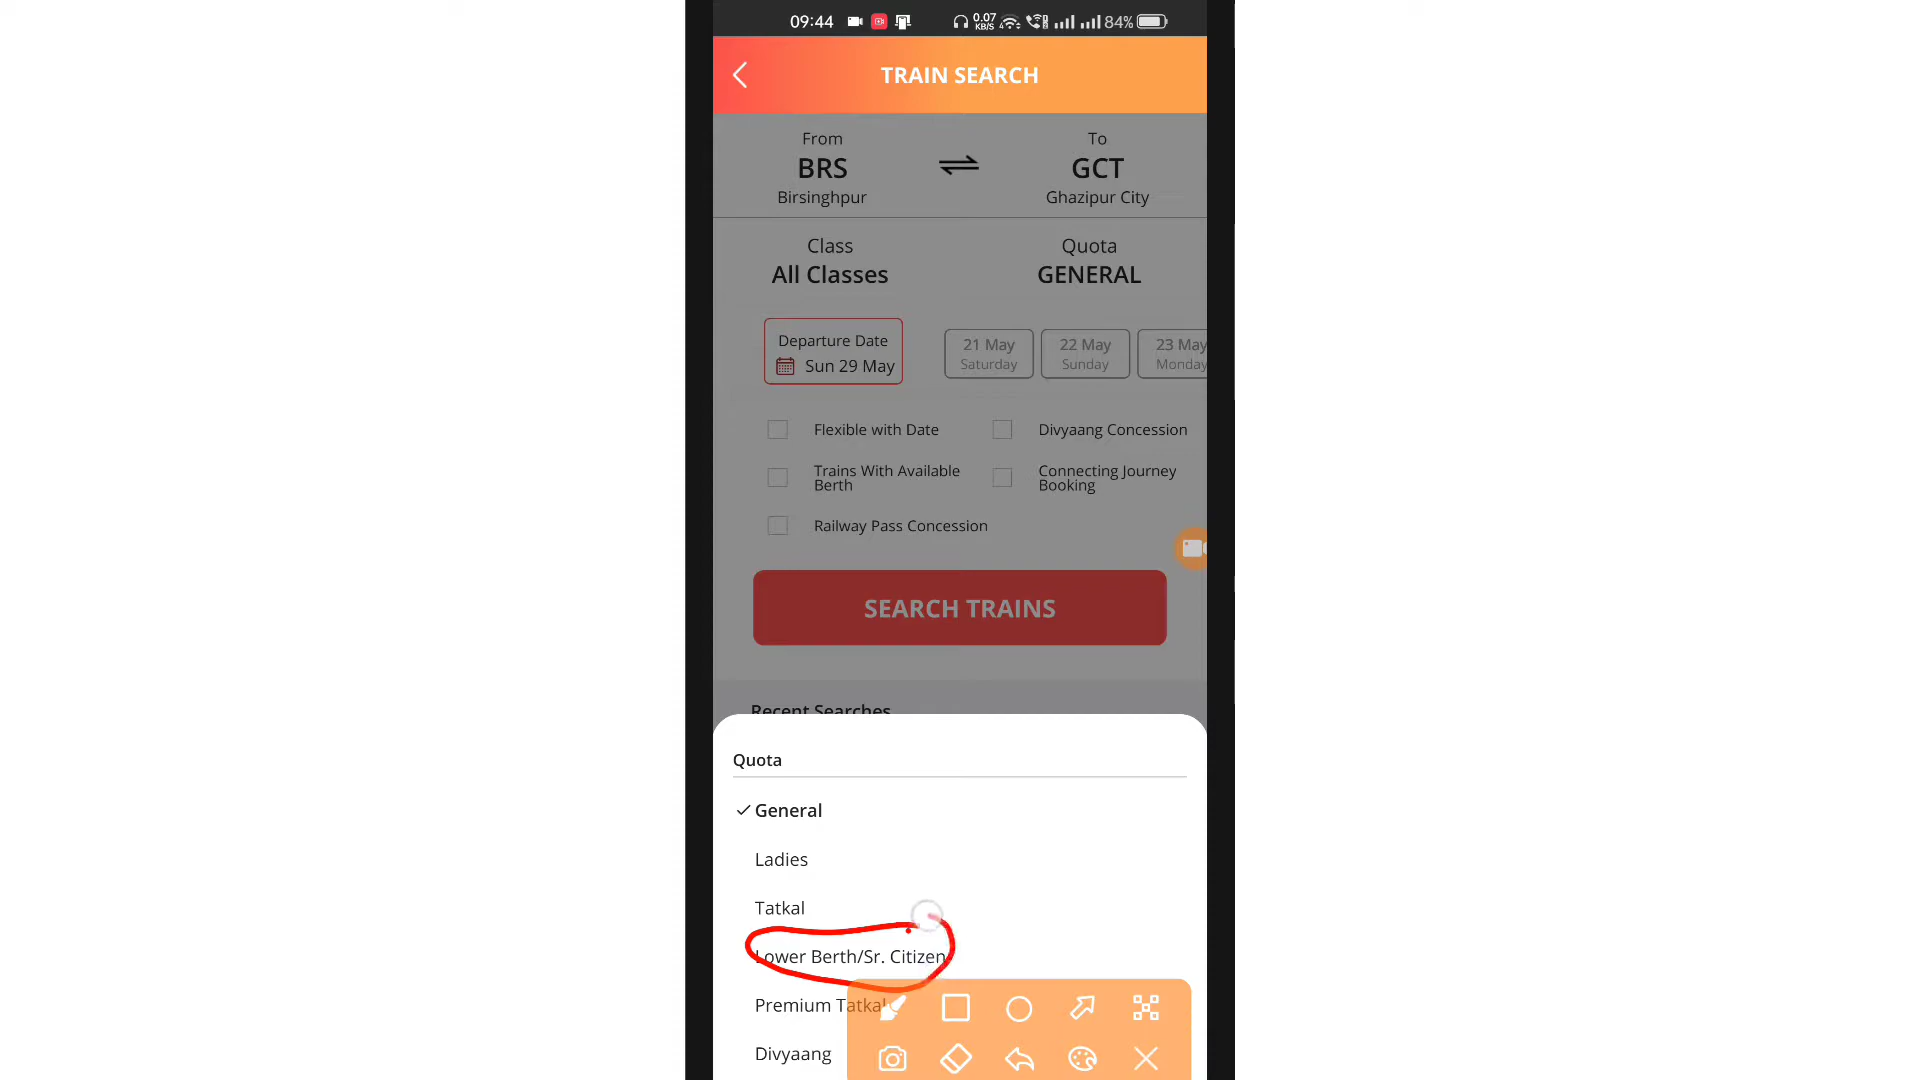 09:44
0.07
KB/S
84%
TRAIN SEARCH
From
BRS
Birsinghpur
To
GCT
Ghazipur City
Class
All Classes
Quota
GENERAL
Departure Date
Sun 29 May
21 May
Saturday
22 May
Sunday
23 May
Monday
Flexible with Date
Divyaang Concession
Trains With Available
Berth
Connecting Journey
Booking
Railway Pass Concession
SEARCH TRAINS
Recent Searches
Quota
General
Ladies
Tatkal
Lower Berth/Sr. Citizen
Premium Tatkal
Divyaang